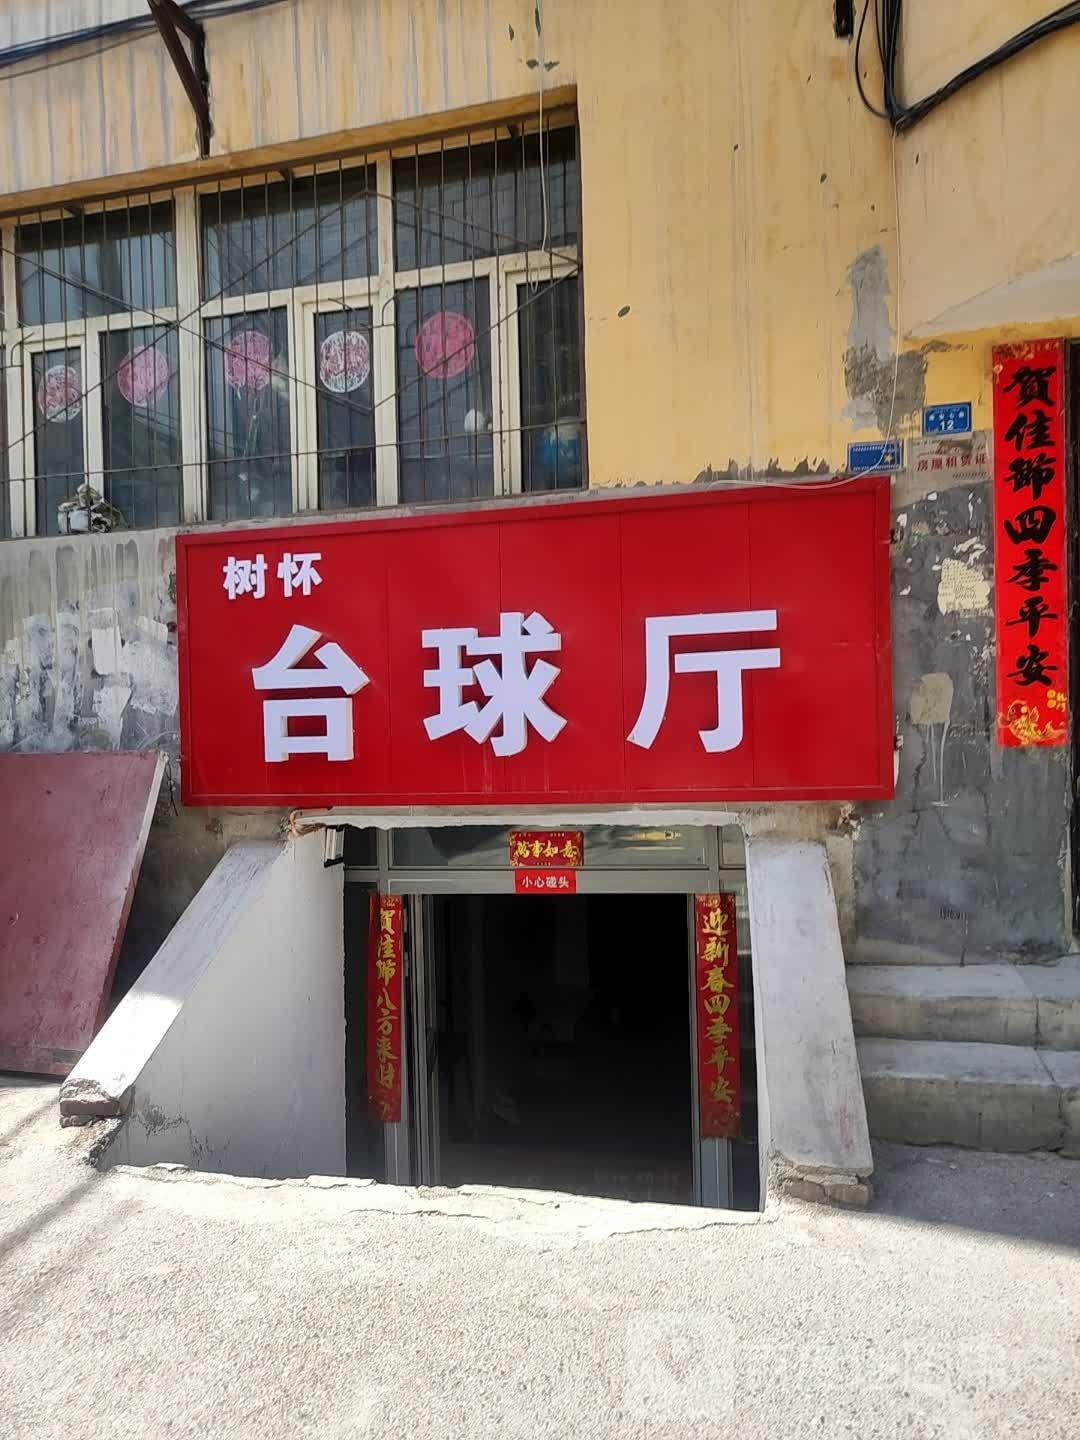 树怀
台球厅
12
房屋租赁证
賀佳節四季平安
萬事如意
小心碰头
賀佳節八方来财
迎新春四季平安